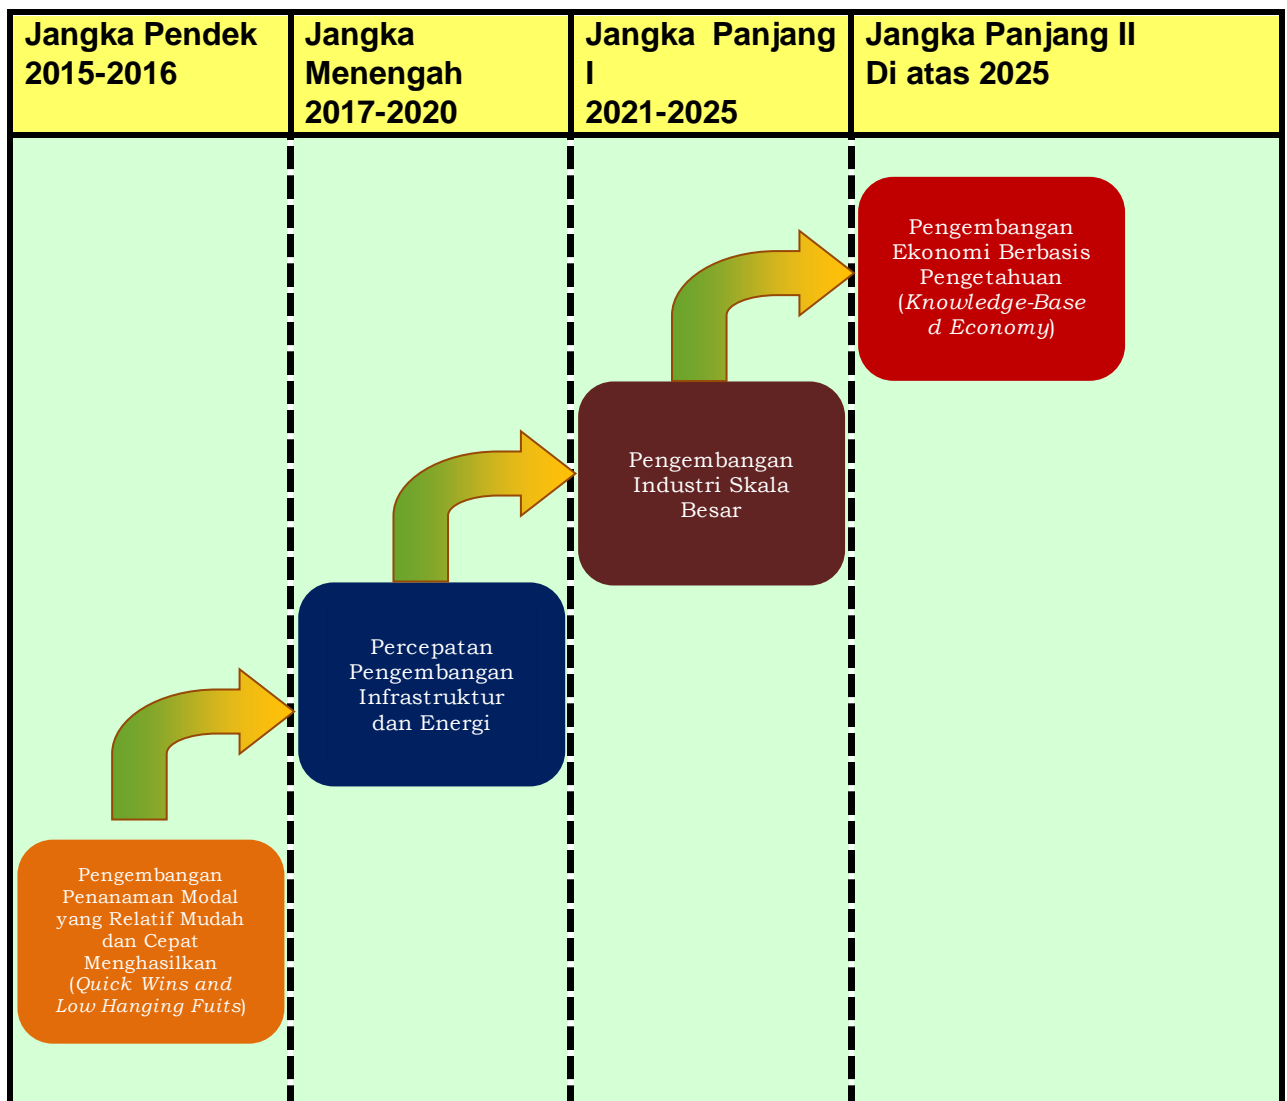 Jangka Pendek
2015-2016
Jangka
Menengah
2017-2020
Jangka Panjang
I
2021-2025
Jangka Panjang II
Di atas 2025
Pengembangan
Ekonomi Berbasis
Pengetahuan
(Knowledge-Base
d Economy)
Pengembangan
Industri Skala
Besar
Percepatan
Pengembangan
Infrastruktur
dan Energi
Pengembangan
Penanaman Modal
yang Relatif Mudah
dan Cepat
Menghasilkan
(Quick Wins and
Low Hanging Fuits)